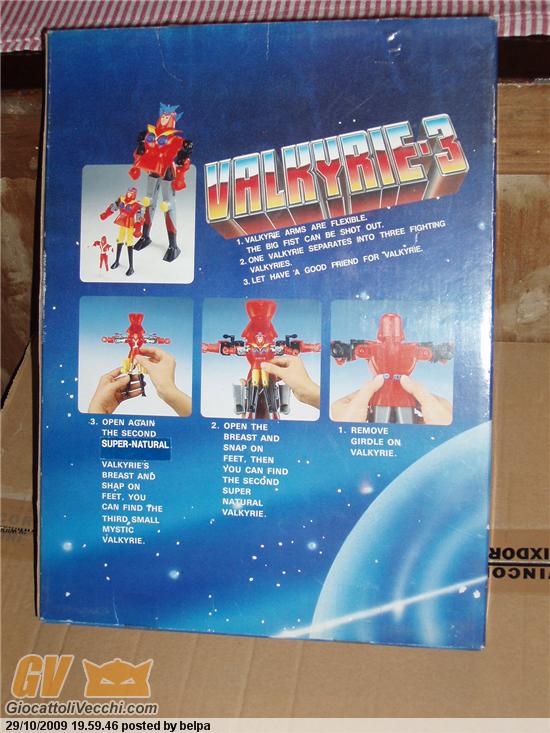 VALKYRIE-3
1. VALKYRIE ARMS ARE FLEXIBLE.
THE BIG FIST CAN BE SHOT OUT.
2. ONE VALKYRIE SEPARATES INTO THREE FIGHTING
VALKYRIES.
3. LET HAVE A GOOD FRIEND FOR VALKYRIE.
3. OPEN AGAIN
THE SECOND
SUPER-NATURAL
VALKYRIE'S
BREAST AND
SHAP ON
FEET, YOU
CAN FIND THE
THIRD SMALL
MYSTIC
VALKYRIE.
2. OPEN THE
BREAST AND
SNAP ON
FEET, THEN
YOU CAN FIND
THE SECOND
SUPER
NATURAL
VALKYRIE.
1. REMOVE
GIRDLE ON
VALKYRIE.
WINCO
IXDOR
GV
GiocattoliVecchi.com
29/10/2009 19.59.46 posted by belpa